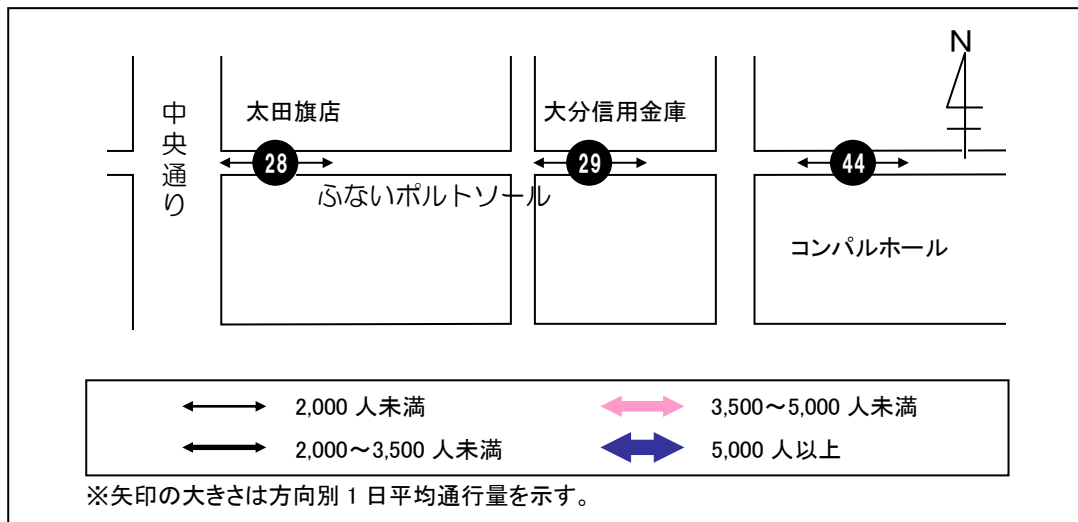 N
中央通り
太田旗店
大分信用金庫
28
29
44
ふないポルトソール
コンパルホール
2,000 人未満
3,500～5,000 人未満
2,000～3,500 人未満
5,000 人以上
※矢印の大きさは方向別 1 日平均通行量を示す。